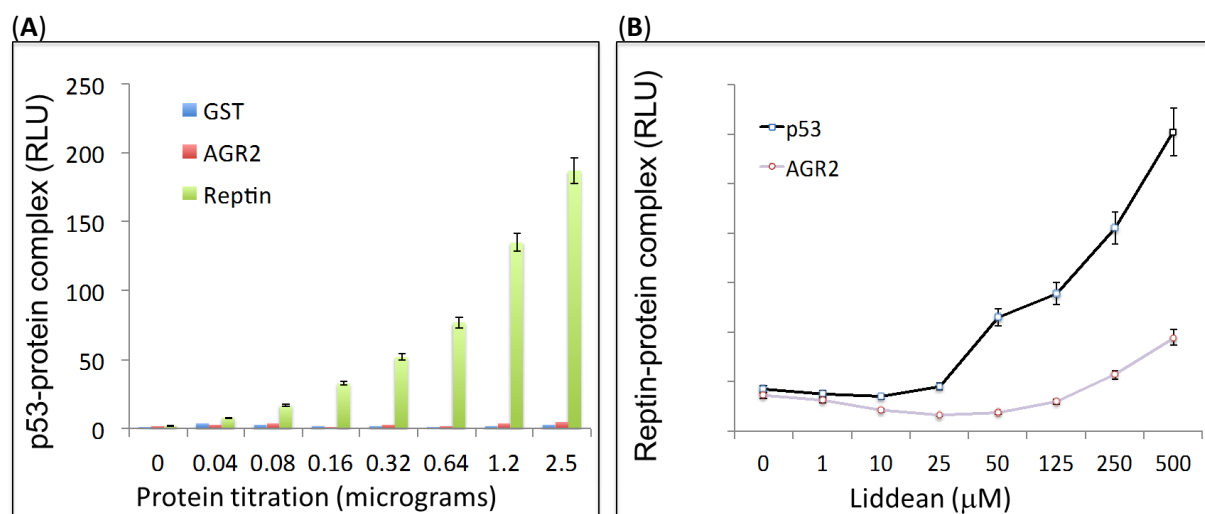 (A)
p53-protein complex (RLU)
250
200
150
100
50
0
GST
AGR2
Reptin
0 0.04 0.08 0.16 0.32 0.64 1.2 2.5
Protein titration (micrograms)
(B)
Reptin-protein complex (RLU)
p53
AGR2
0 1 10 25 50 125 250 500
Liddean (μM)